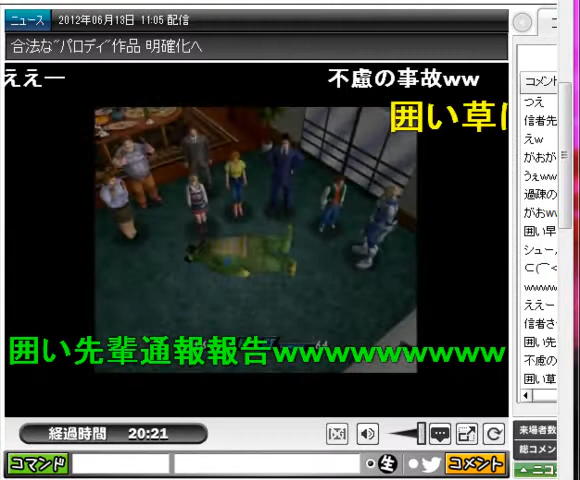 ニュース 2012年06月13日 11:05 配信
合法な"パロディ"作品 明確化へ
ええー
不慮の事故ww
囲い草
囲い先輩通報報告wwwwwwwwww
64
経過時間 20:21
コマンド
生
コメント
コメント
つえ
信者先
えw
がおが
うぇww
過疎の
がおw
囲い早
シュー
⊂(⌒<
wwwww
ええー
信者さ
囲い先
不慮の
囲い草
来場者数
総コメン
ニコ